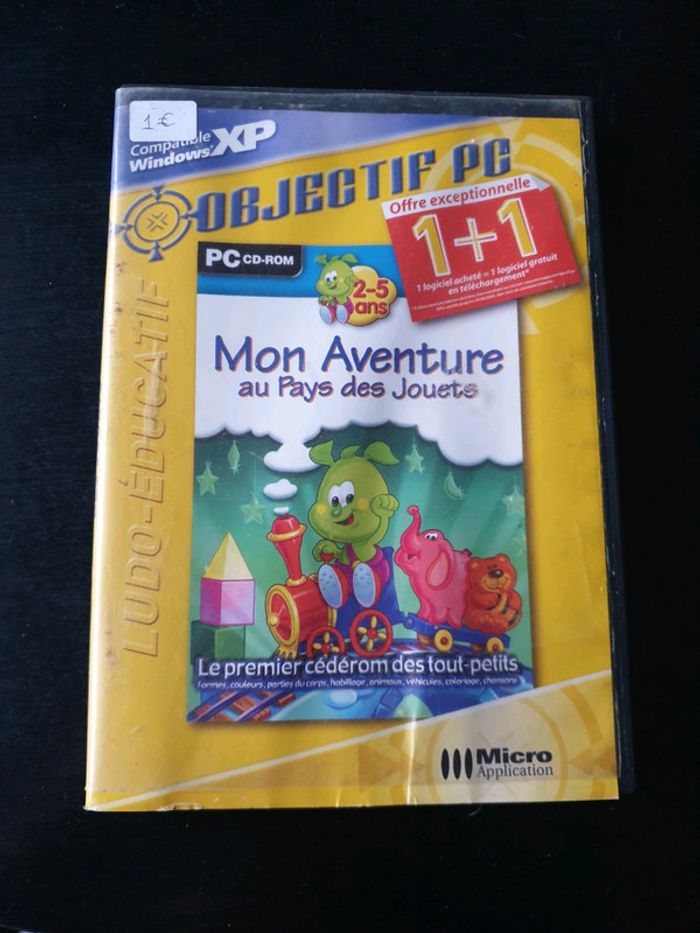 1 €
Compatible
Windows XP
OBJECTIF PC
Offre exceptionnelle
1+1
1 logiciel acheté = 1 logiciel gratuit
en téléchargement*
PC CD-ROM
2-5
ans
LUDO-ÉDUCATIF
Mon Aventure
au Pays des Jouets
Le premier cédérom des tout-petits
Formes, couleurs, parties du corps, habillage, animaux, véhicules, coloriage, chansons
Micro
Application